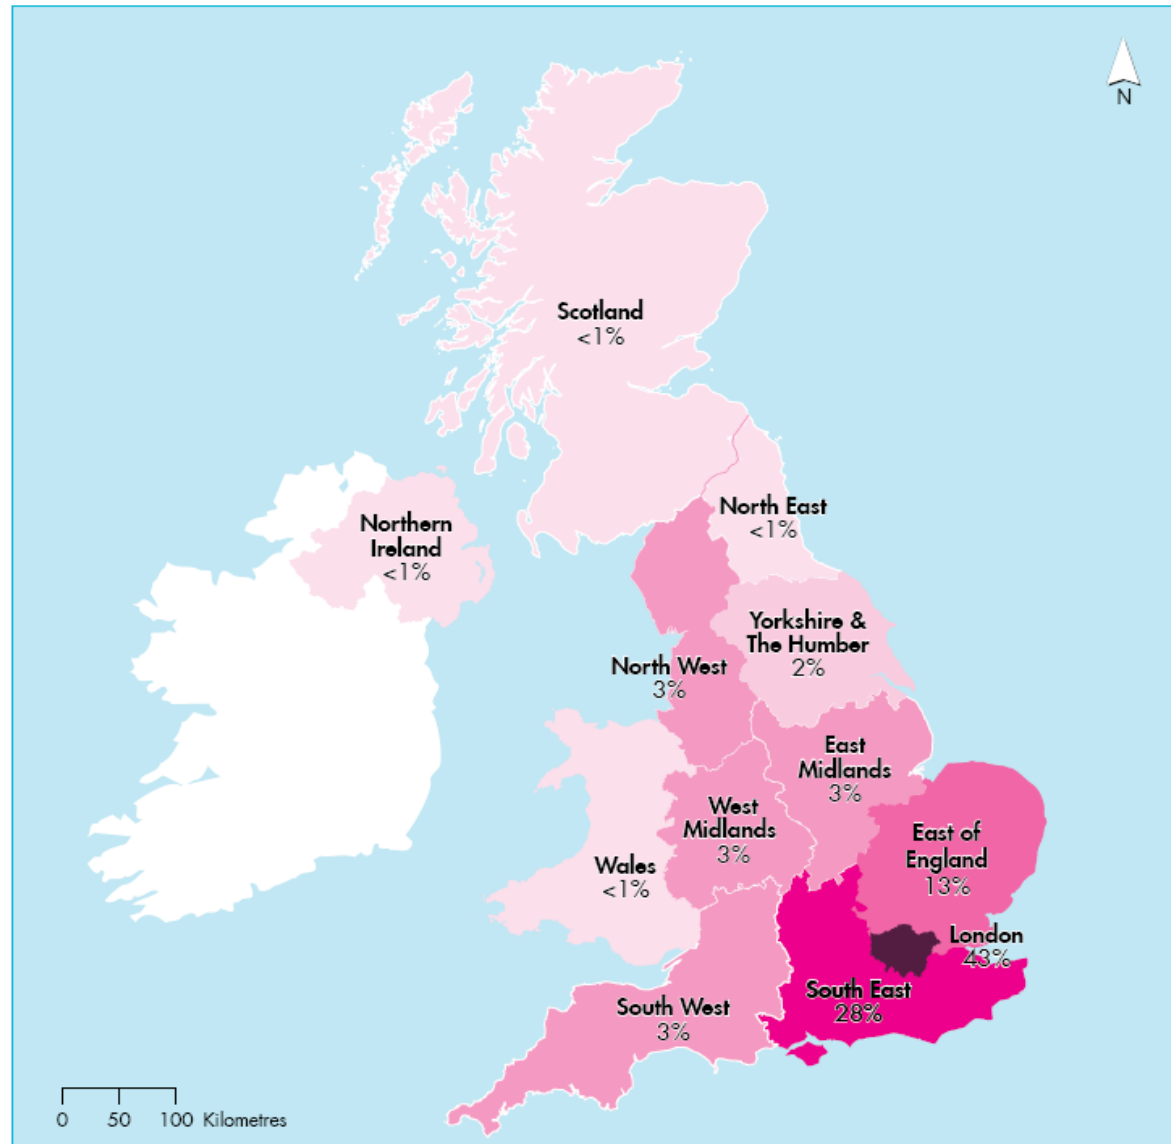 N
Scotland
<1%
North East
<1%
Northern
Ireland
<1%
Yorkshire &
The Humber
2%
North West
3%
East
Midlands
3%
West
Midlands
3%
East of
England
13%
Wales
<1%
London
43%
South East
28%
South West
3%
0 50 100 Kilometres